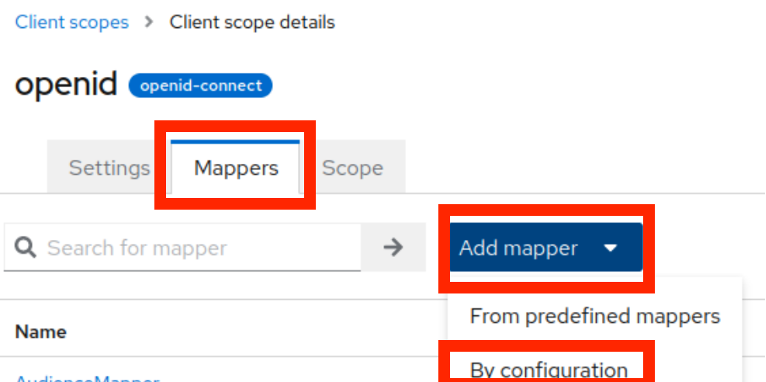 Client scopes > Client scope details
openid openid-connect
Settings Mappers Scope
Search for mapper → Add mapper
From predefined mappers
Name
By configuration
AudienceMapper